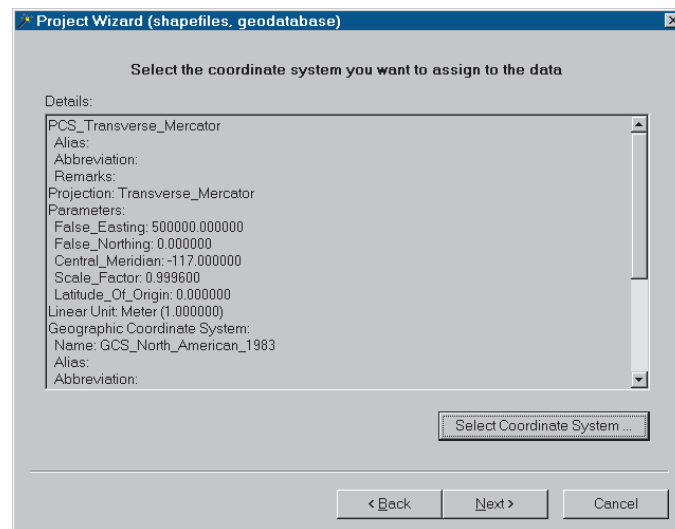 Project Wizard (shapefiles, geodatabase)
Select the coordinate system you want to assign to the data
Details:
PCS_Transverse_Mercator
Alias:
Abbreviation:
Remarks:
Projection: Transverse_Mercator
Parameters:
False_Easting: 500000.000000
False_Northing: 0.000000
Central_Meridian: -117.000000
Scale_Factor: 0.999600
Latitude_Of_Origin: 0.000000
Linear Unit: Meter (1.000000)
Geographic Coordinate System:
Name: GCS_North_American_1983
Alias:
Abbreviation:
Select Coordinate System ...
< Back Next > Cancel